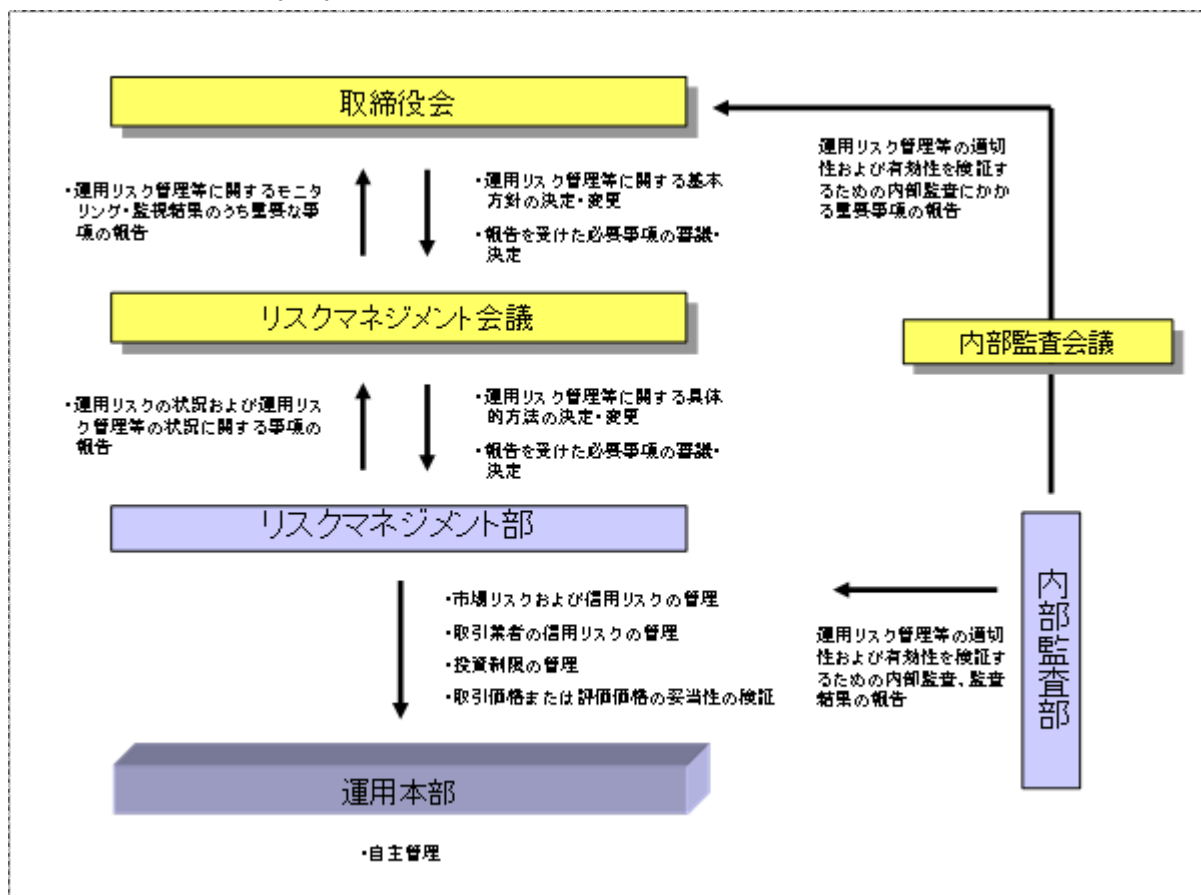 取締役会
・運用リスク管理等に関するモニ
タリング・監視結果のうち重要な事
項の報告
・運用リスク管理等に関する基本
方針の決定・変更
・報告を受けた必要事項の審議・
決定
運用リスク管理等の適切
性および有効性を検証す
るための内部監査にかか
る重要事項の報告
リスクマネジメント会議
内部監査会議
・運用リスクの状況および運用リス
ク管理等の状況に関する事項の
報告
・運用リスク管理等に関する具体
的方法の決定・変更
・報告を受けた必要事項の審議・
決定
リスクマネジメント部
・市場リスクおよび信用リスクの管理
・取引業者の信用リスクの管理
・投資制限の管理
・取引価格または評価価格の妥当性の検証
運用リスク管理等の適切
性および有効性を検証す
るための内部監査、監査
結果の報告
内部監査部
運用本部
・自主管理